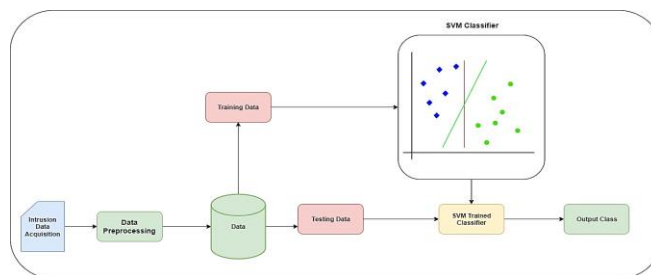 SVM Classifier
Training Data
Intrusion
Data
Acquisition
Data
Preprocessing
Data
Testing Data
SVM Trained
Classifier
Output Class